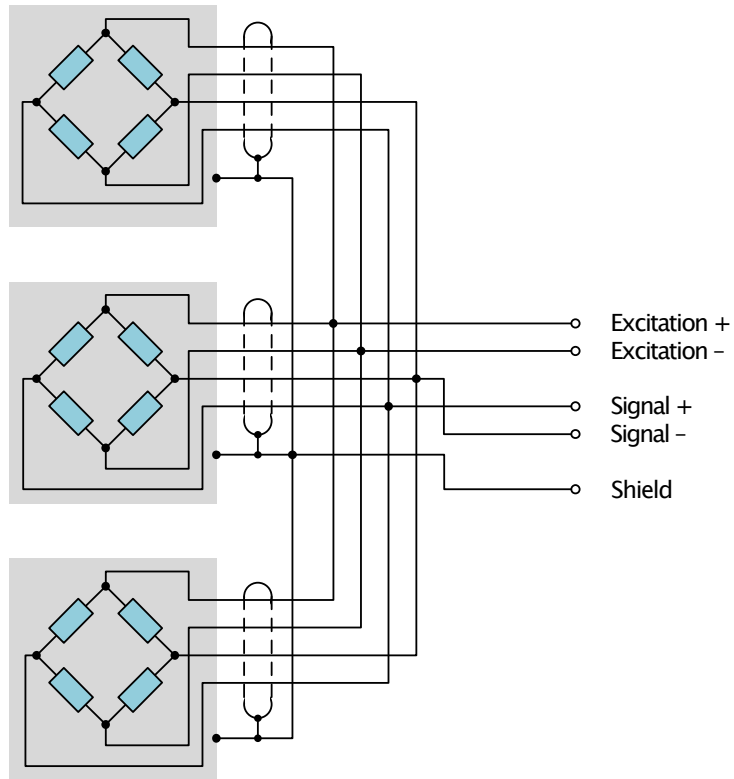 Excitation +
Excitation –
Signal +
Signal –
Shield